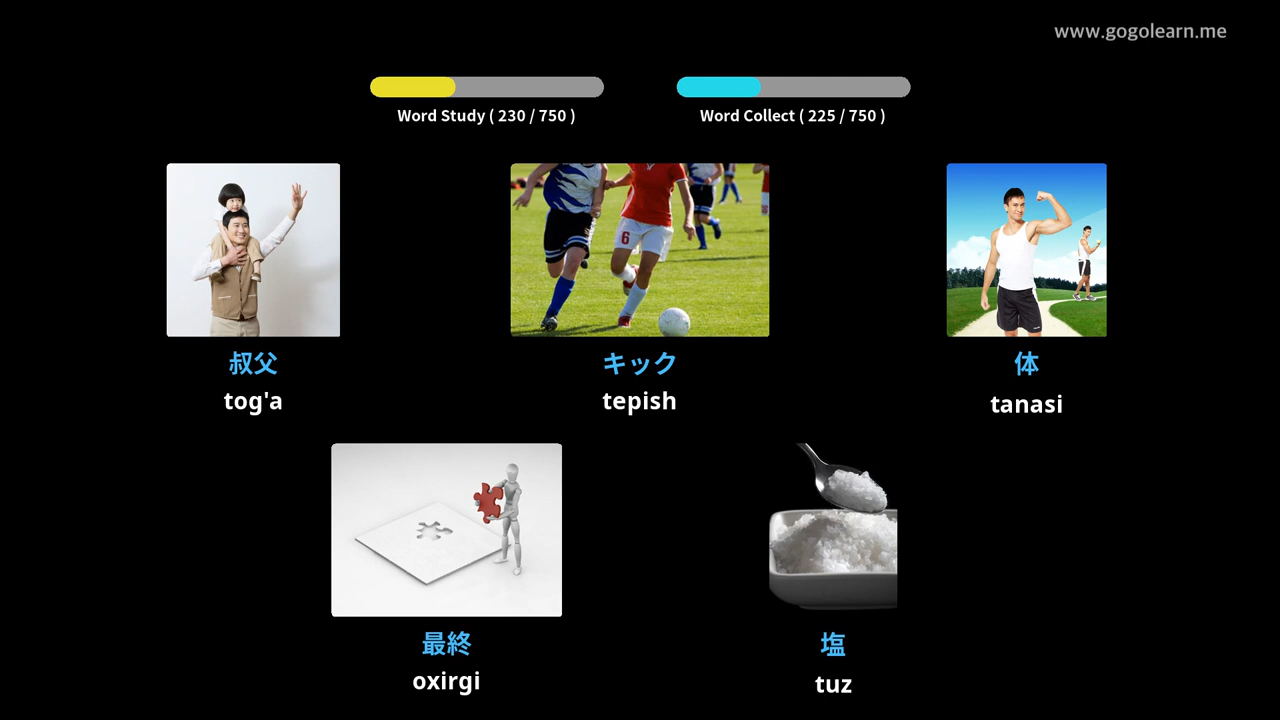 www.gogolearn.me
Word Study ( 230 / 750 )
Word Collect ( 225 / 750 )
6
叔父
tog'a
キック
tepish
体
tanasi
最終
oxirgi
塩
tuz